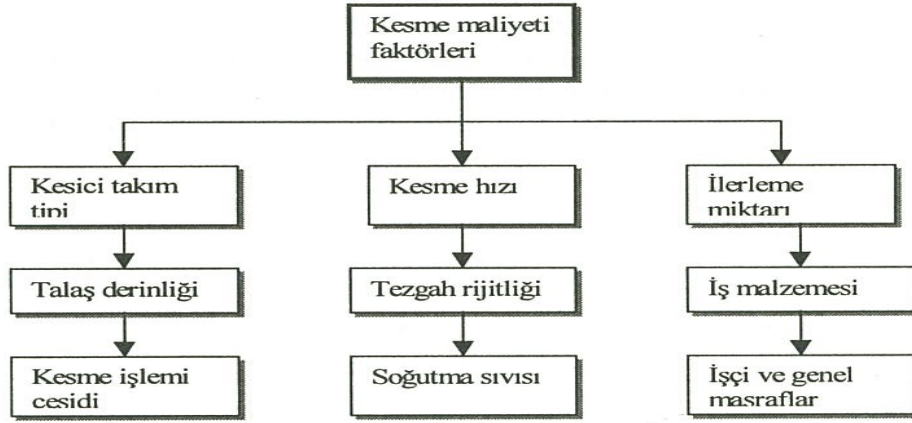 Kesme maliyeti
faktörleri
Kesici takım
tipi
Kesme hızı
İlerleme
miktarı
Talaş derinliği
Tezgah rijitliği
İş malzemesi
Kesme işlemi
cesidi
Soğutma sıvısı
İşçi ve genel
masraflar